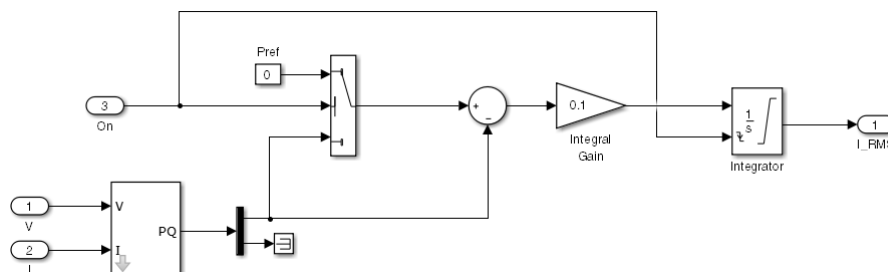 Pref
0
3
On
+
−
0.1
Integral
Gain
1
s
Integrator
1
I_RMS
1
V
2
V
I
PQ